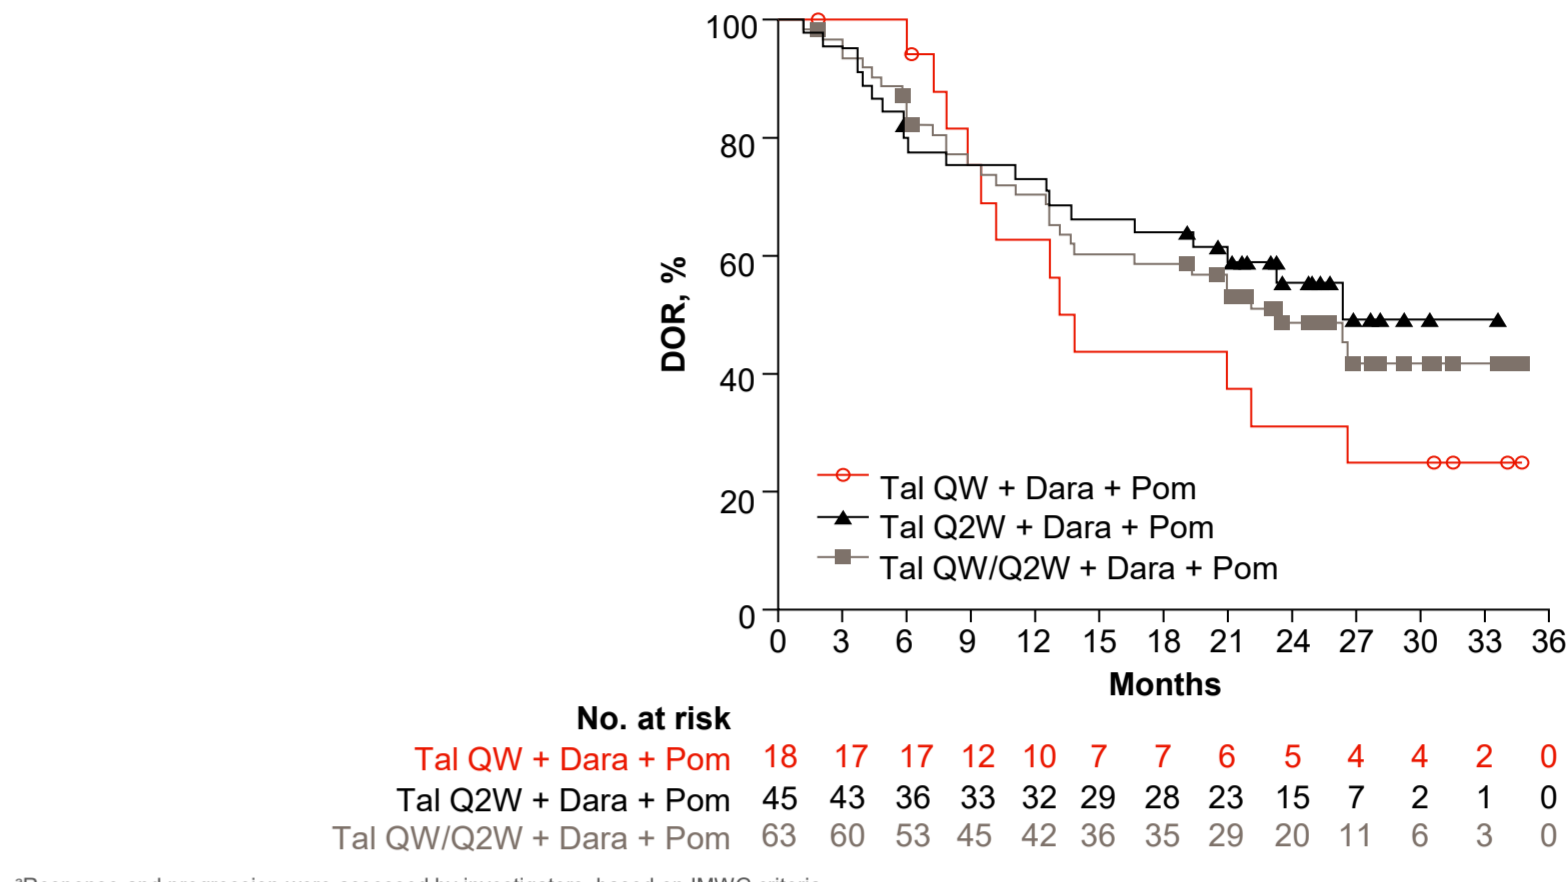 100
80
60
40
20
0
DOR, %
Tal QW + Dara + Pom
Tal Q2W + Dara + Pom
Tal QW/Q2W + Dara + Pom
0 3 6 9 12 15 18 21 24 27 30 33 36
Months
No. at risk
Tal QW + Dara + Pom 18 17 17 12 10 7 7 6 5 4 4 2 0
Tal Q2W + Dara + Pom 45 43 36 33 32 29 28 23 15 7 2 1 0
Tal QW/Q2W + Dara + Pom 63 60 53 45 42 36 35 29 20 11 6 3 0